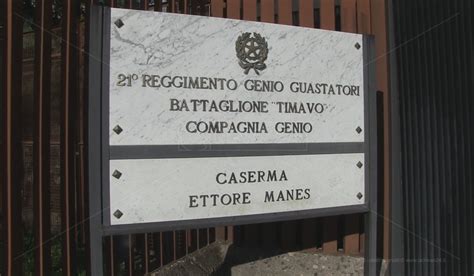 21° REGGIMENTO GENIO GUASTATORI
BATTAGLIONE "TIMAVO"
COMPAGNIA GENIO
CASERMA
ETTORE MANES